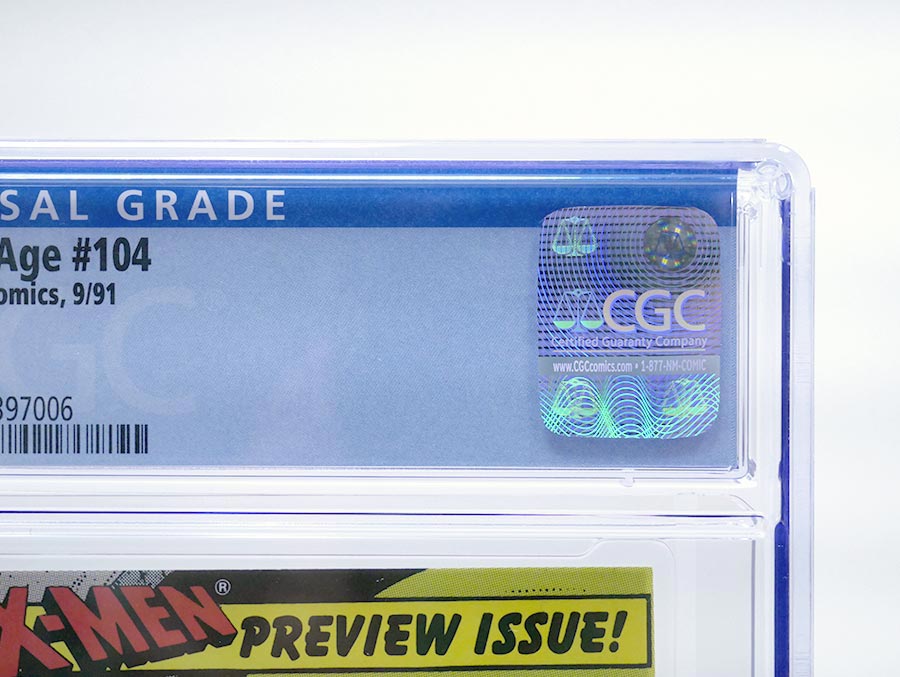 SAL GRADE
Age #104
omics, 9/91
CGC
397006
CGC
Certified Guaranty Company
www.CGCcomics.com • 1-877-NM-COMIC
X-MEN®
PREVIEW ISSUE!